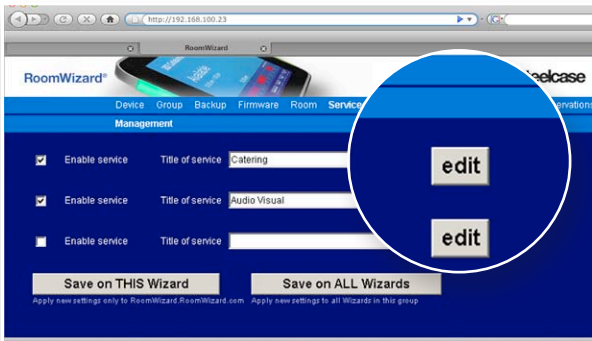 http://192.168.100.23
RoomWizard
RoomWizard®
eelcase
Device Group Backup Firmware Room Service ervations
Management
Enable service Title of service Catering edit
Enable service Title of service Audio Visual edit
Enable service Title of service
Save on THIS Wizard Save on ALL Wizards
Apply new settings only to RoomWizard.RoomWizard.com Apply new settings to all Wizards in this group